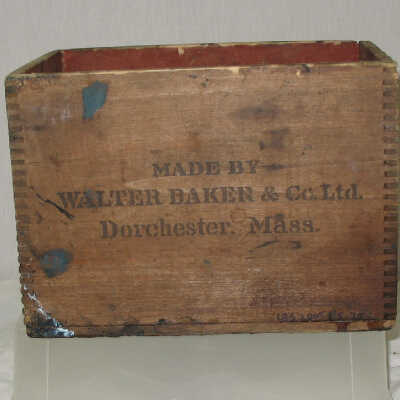 MADE BY
WALTER BAKER & Co. Ltd.
Dorchester, Mass.